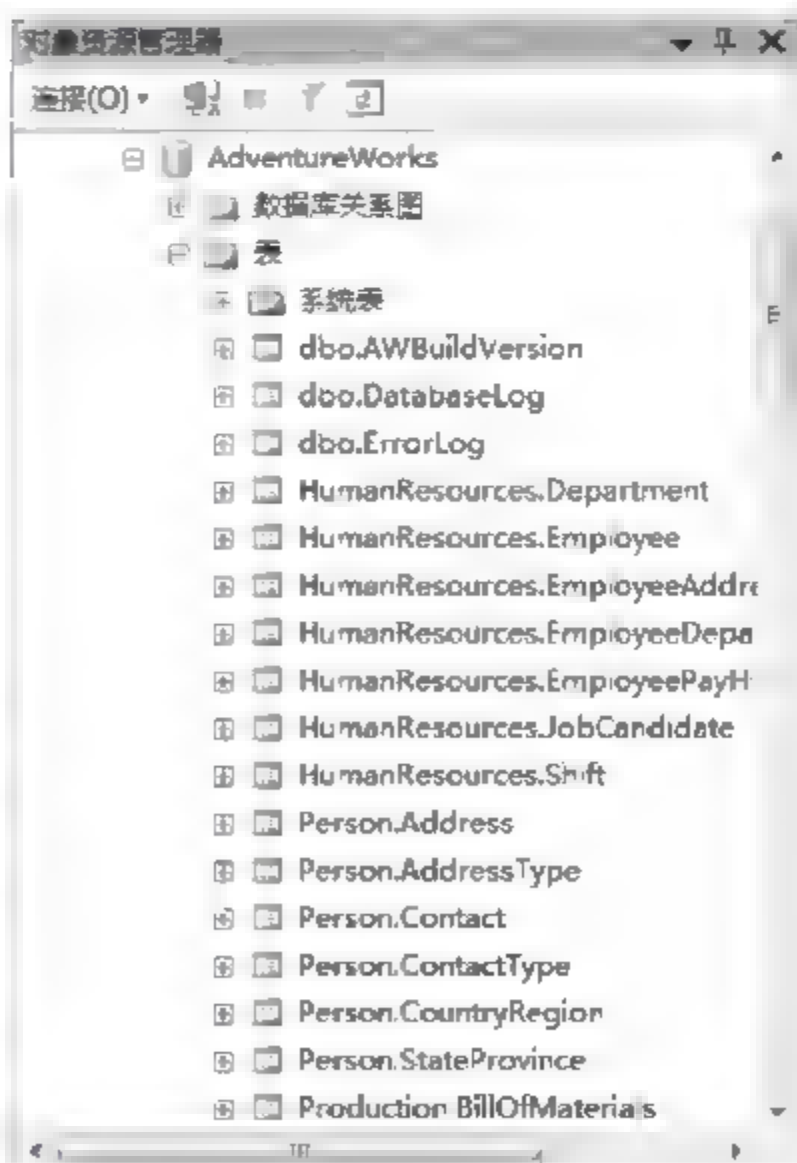 对象资源管理器
连接(O)
AdventureWorks
数据库关系图
表
系统表
dbo.AWBuildVersion
dbo.DatabaseLog
dbo.ErrorLog
HumanResources.Department
HumanResources.Employee
HumanResources.EmployeeAddre
HumanResources.EmployeeDepa
HumanResources.EmployeePayH
HumanResources.JobCandidate
HumanResources.Shift
Person.Address
Person.AddressType
Person.Contact
Person.ContactType
Person.CountryRegion
Person.StateProvince
Production.BillOfMaterials